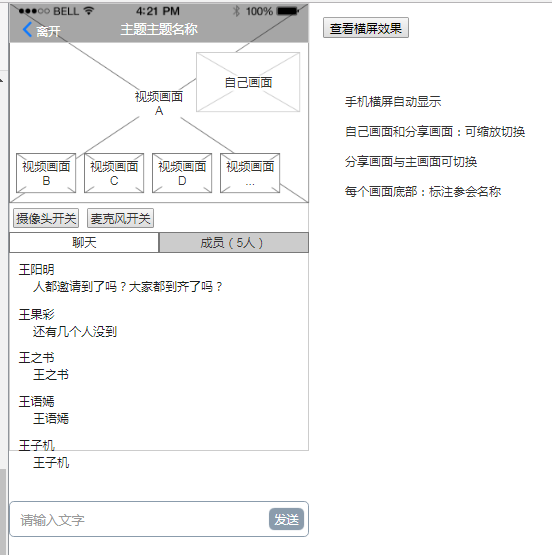 ●●●○○ BELL
4:21 PM
100%
离开
主题主题名称
查看横屏效果
自己画面
视频画面
A
视频画面
B
视频画面
C
视频画面
D
视频画面
...
手机横屏自动显示
自己画面和分享画面：可缩放切换
分享画面与主画面可切换
每个画面底部：标注参会名称
摄像头开关
麦克风开关
聊天
成员（5人）
王阳明
人都邀请到了吗？大家都到齐了吗？
王果彩
还有几个人没到
王之书
王之书
王语嫣
王语嫣
王子机
王子机
请输入文字
发送